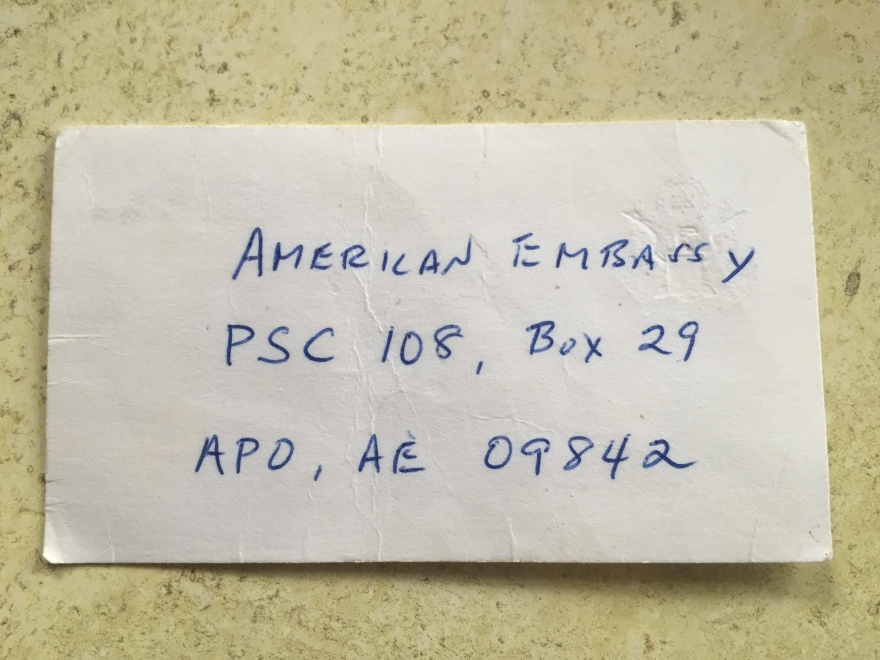 AMERICAN EMBASSY
PSC 108, Box 29
APO, AE 09842